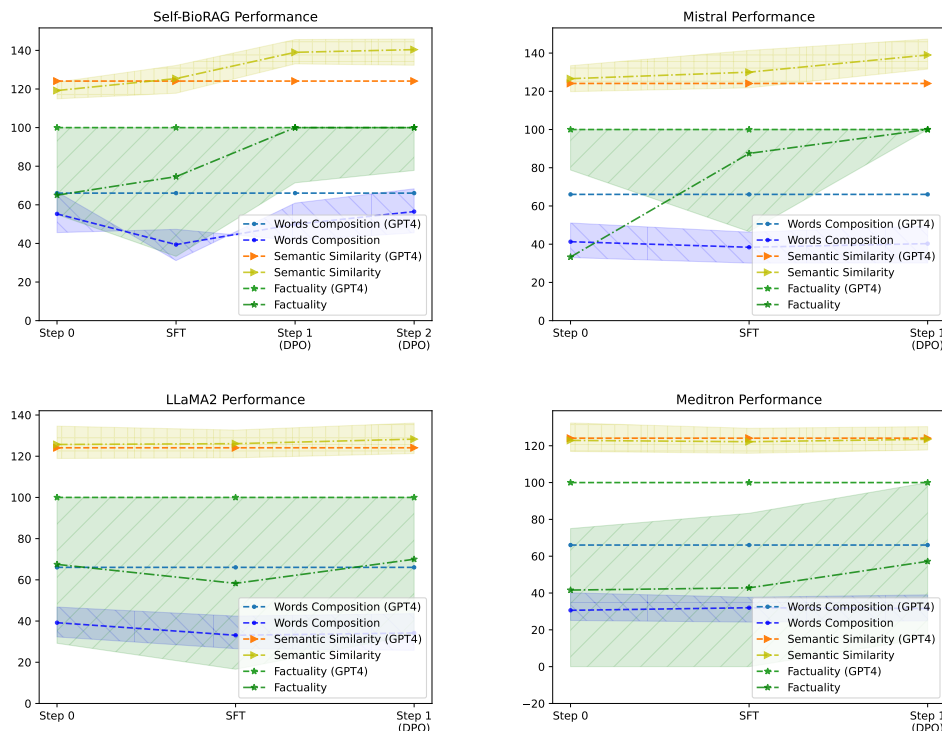 Self-BioRAG Performance
140
120
100
80
60
40
20
0
Words Composition (GPT4)
Words Composition
Semantic Similarity (GPT4)
Semantic Similarity
Factuality (GPT4)
Factuality
Step 0
SFT
Step 1
(DPO)
Step 2
(DPO)
Mistral Performance
140
120
100
80
60
40
20
0
Words Composition (GPT4)
Words Composition
Semantic Similarity (GPT4)
Semantic Similarity
Factuality (GPT4)
Factuality
Step 0
SFT
Step 1
(DPO)
LLaMA2 Performance
140
120
100
80
60
40
20
0
Words Composition (GPT4)
Words Composition
Semantic Similarity (GPT4)
Semantic Similarity
Factuality (GPT4)
Factuality
Step 0
SFT
Step 1
(DPO)
Meditron Performance
120
100
80
60
40
20
0
−20
Words Composition (GPT4)
Words Composition
Semantic Similarity (GPT4)
Semantic Similarity
Factuality (GPT4)
Factuality
Step 0
SFT
Step 1
(DPO)